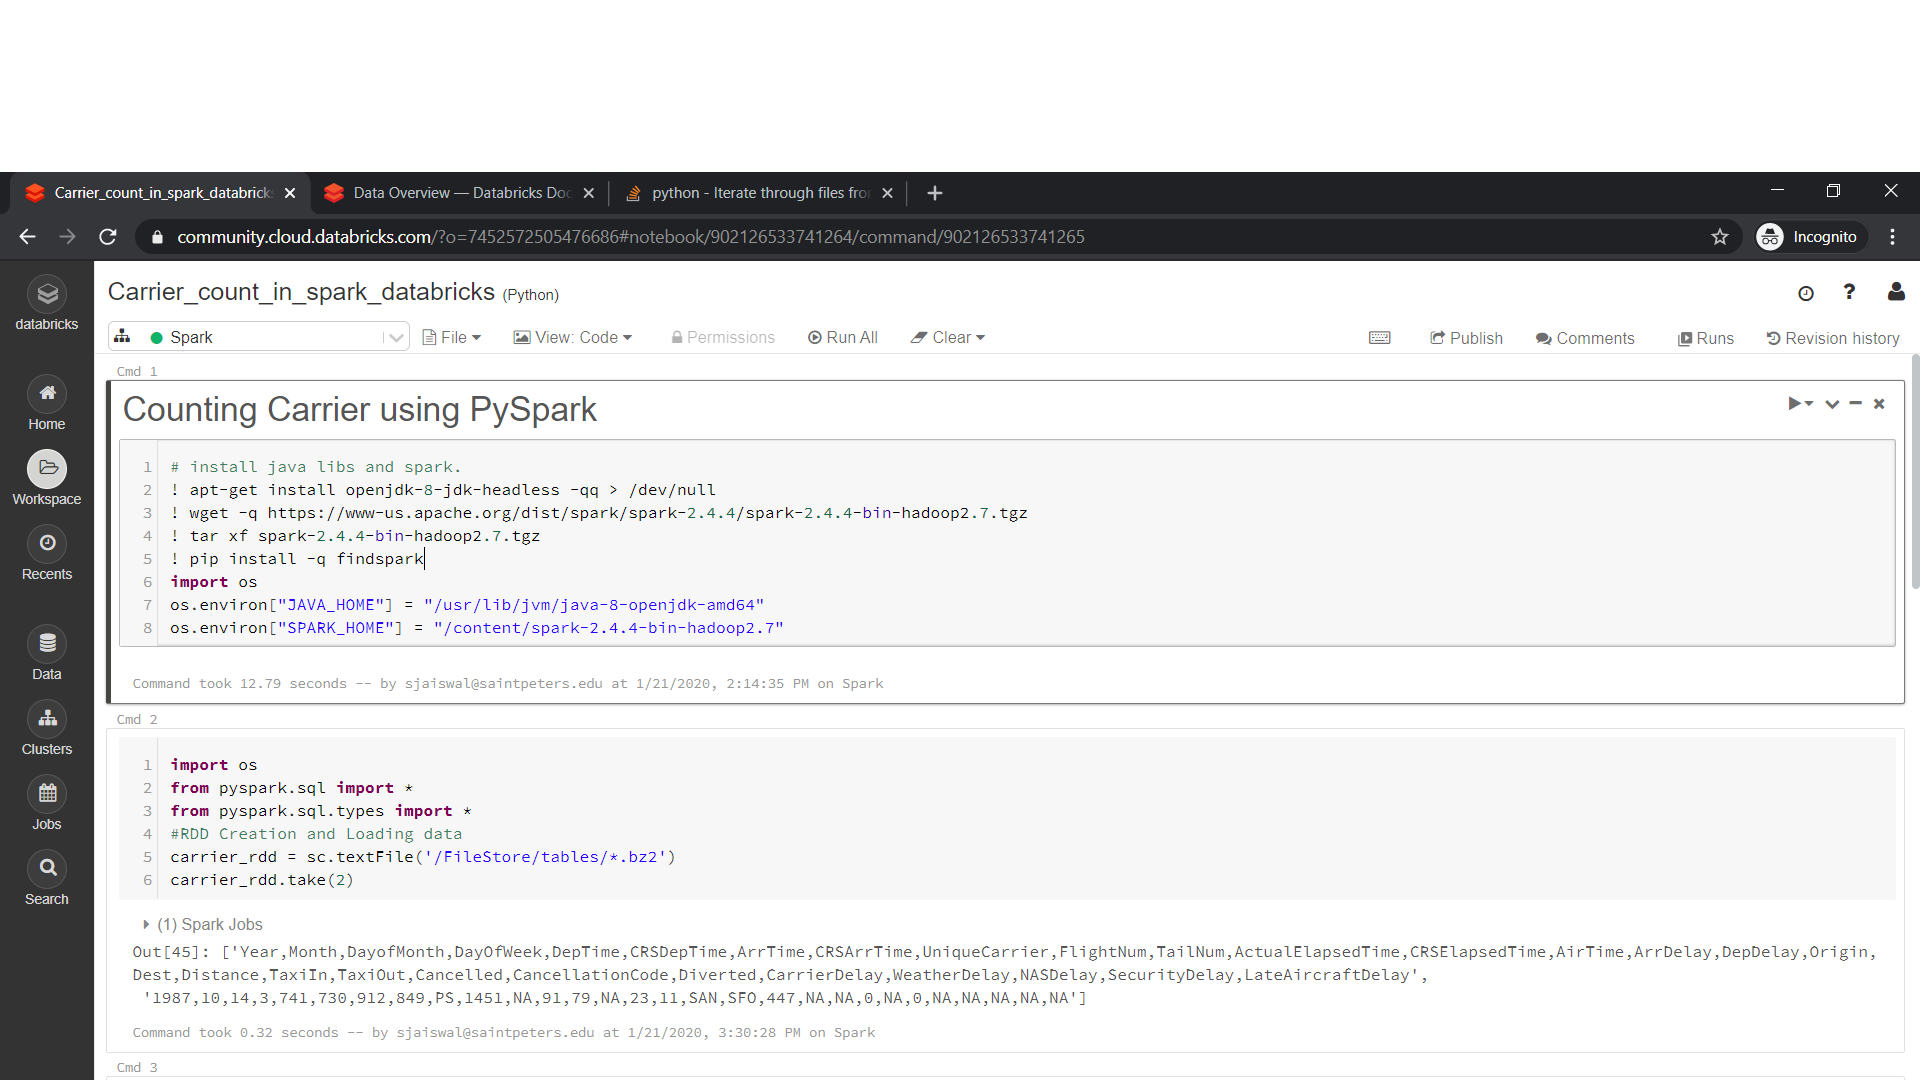 Carrier_count_in_spark_databrick
Data Overview — Databricks Doc
python - Iterate through files fror
community.cloud.databricks.com/?o=7452572505476686#notebook/902126533741264/command/902126533741265
Incognito
databricks
Home
Workspace
Recents
Data
Clusters
Jobs
Search
Carrier_count_in_spark_databricks (Python)
Spark
File
View: Code
Permissions
Run All
Clear
Publish
Comments
Runs
Revision history
Cmd 1
Counting Carrier using PySpark
1 # install java libs and spark.
2 ! apt-get install openjdk-8-jdk-headless -qq > /dev/null
3 ! wget -q https://www-us.apache.org/dist/spark/spark-2.4.4/spark-2.4.4-bin-hadoop2.7.tgz
4 ! tar xf spark-2.4.4-bin-hadoop2.7.tgz
5 ! pip install -q findspark
6 import os
7 os.environ["JAVA_HOME"] = "/usr/lib/jvm/java-8-openjdk-amd64"
8 os.environ["SPARK_HOME"] = "/content/spark-2.4.4-bin-hadoop2.7"
Command took 12.79 seconds -- by sjaiswal@saintpeters.edu at 1/21/2020, 2:14:35 PM on Spark
Cmd 2
1 import os
2 from pyspark.sql import *
3 from pyspark.sql.types import *
4 #RDD Creation and Loading data
5 carrier_rdd = sc.textFile('/FileStore/tables/*.bz2')
6 carrier_rdd.take(2)
(1) Spark Jobs
Out[45]: ['Year,Month,DayofMonth,DayOfWeek,DepTime,CRSDepTime,ArrTime,CRSArrTime,UniqueCarrier,FlightNum,TailNum,ActualElapsedTime,CRSElapsedTime,AirTime,ArrDelay,DepDelay,Origin,
Dest,Distance,TaxiIn,TaxiOut,Cancelled,CancellationCode,Diverted,CarrierDelay,WeatherDelay,NASDelay,SecurityDelay,LateAircraftDelay',
'1987,10,14,3,741,730,912,849,PS,1451,NA,91,79,NA,23,11,SAN,SFO,447,NA,NA,0,NA,0,NA,NA,NA,NA,NA']
Command took 0.32 seconds -- by sjaiswal@saintpeters.edu at 1/21/2020, 3:30:28 PM on Spark
Cmd 3